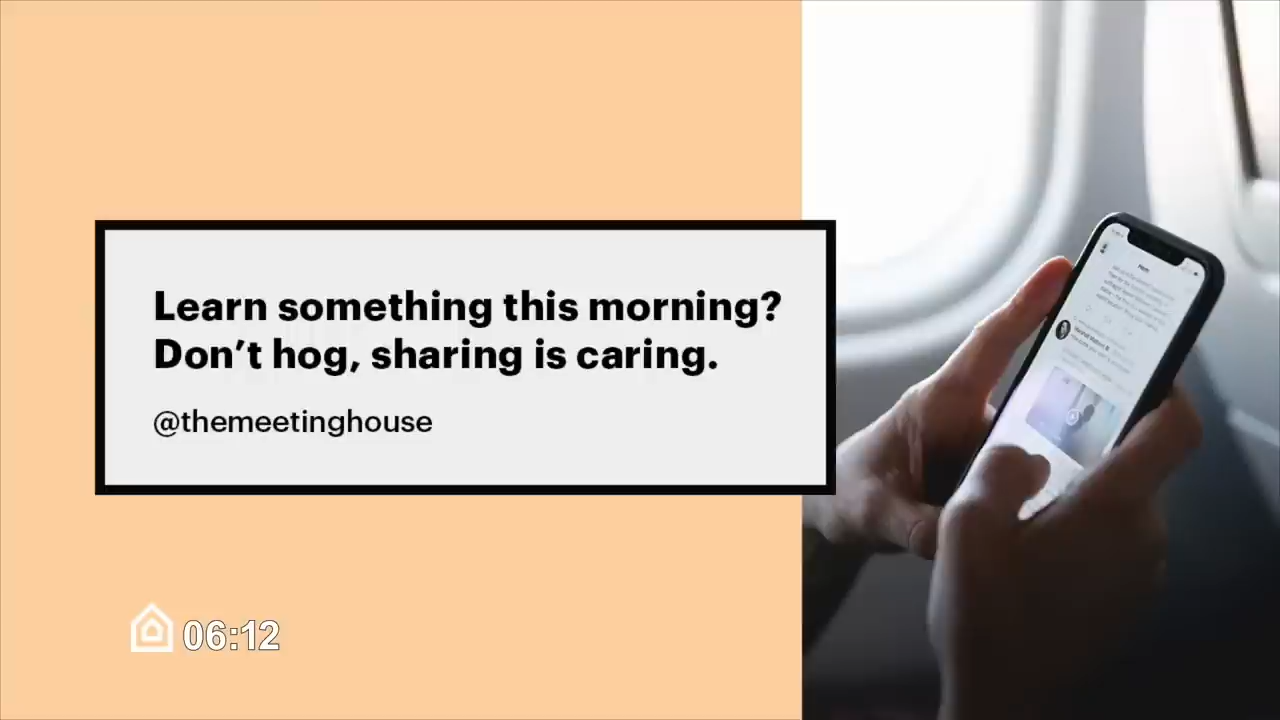 Learn something this morning?
Don’t hog, sharing is caring.
@themeetinghouse
06:12